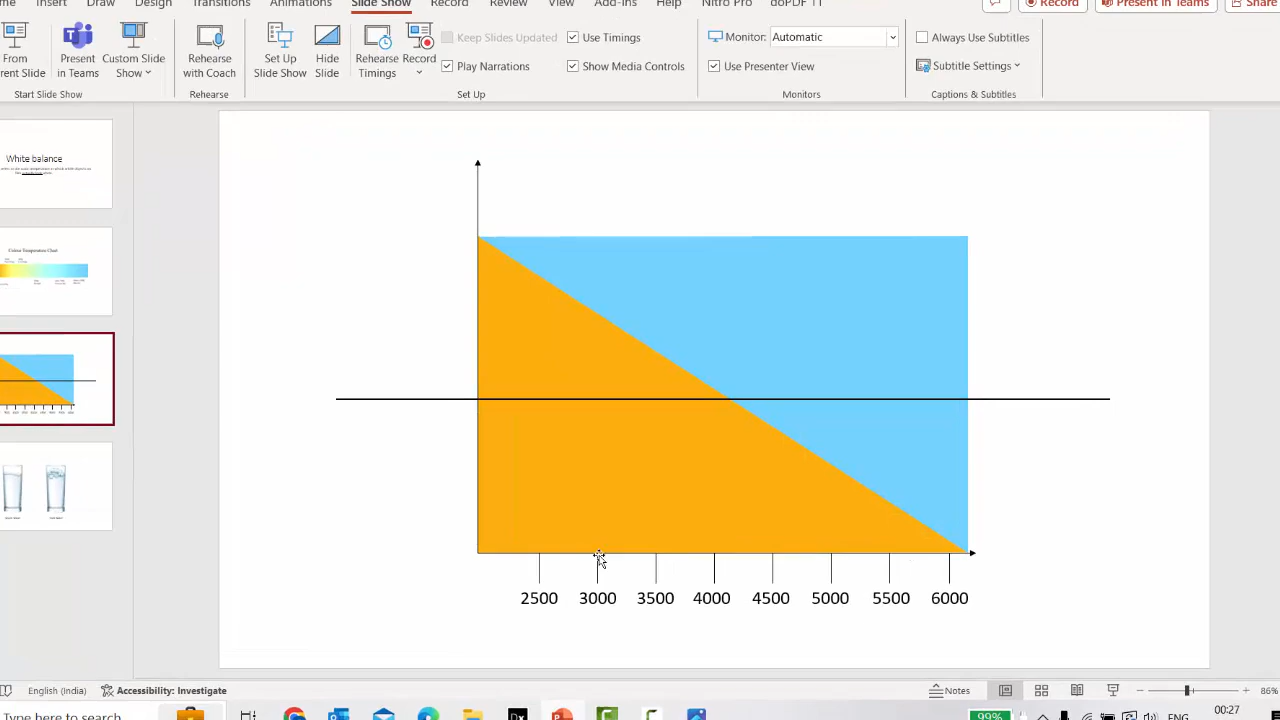 Insert
Draw
Design
Transitions
Animations
Slide Show
Record
Review
View
Add-ins
Help
Nitro Pro
doPDF 11
Record
Present in Teams
Share
From
Present
in Teams
Custom Slide
Show
Rehearse
with Coach
Set Up
Slide Show
Hide
Slide
Rehearse
Timings
Record
Keep Slides Updated
Play Narrations
Use Timings
Show Media Controls
Monitor: Automatic
Use Presenter View
Always Use Subtitles
Subtitle Settings
Start Slide Show
Rehearse
Set Up
Monitors
Captions & Subtitles
White balance
Colour Temperature Chart
2500 3000 3500 4000 4500 5000 5500 6000
English (India)
Accessibility: Investigate
Notes
86%
Type here to search
Dx
99%
00:27